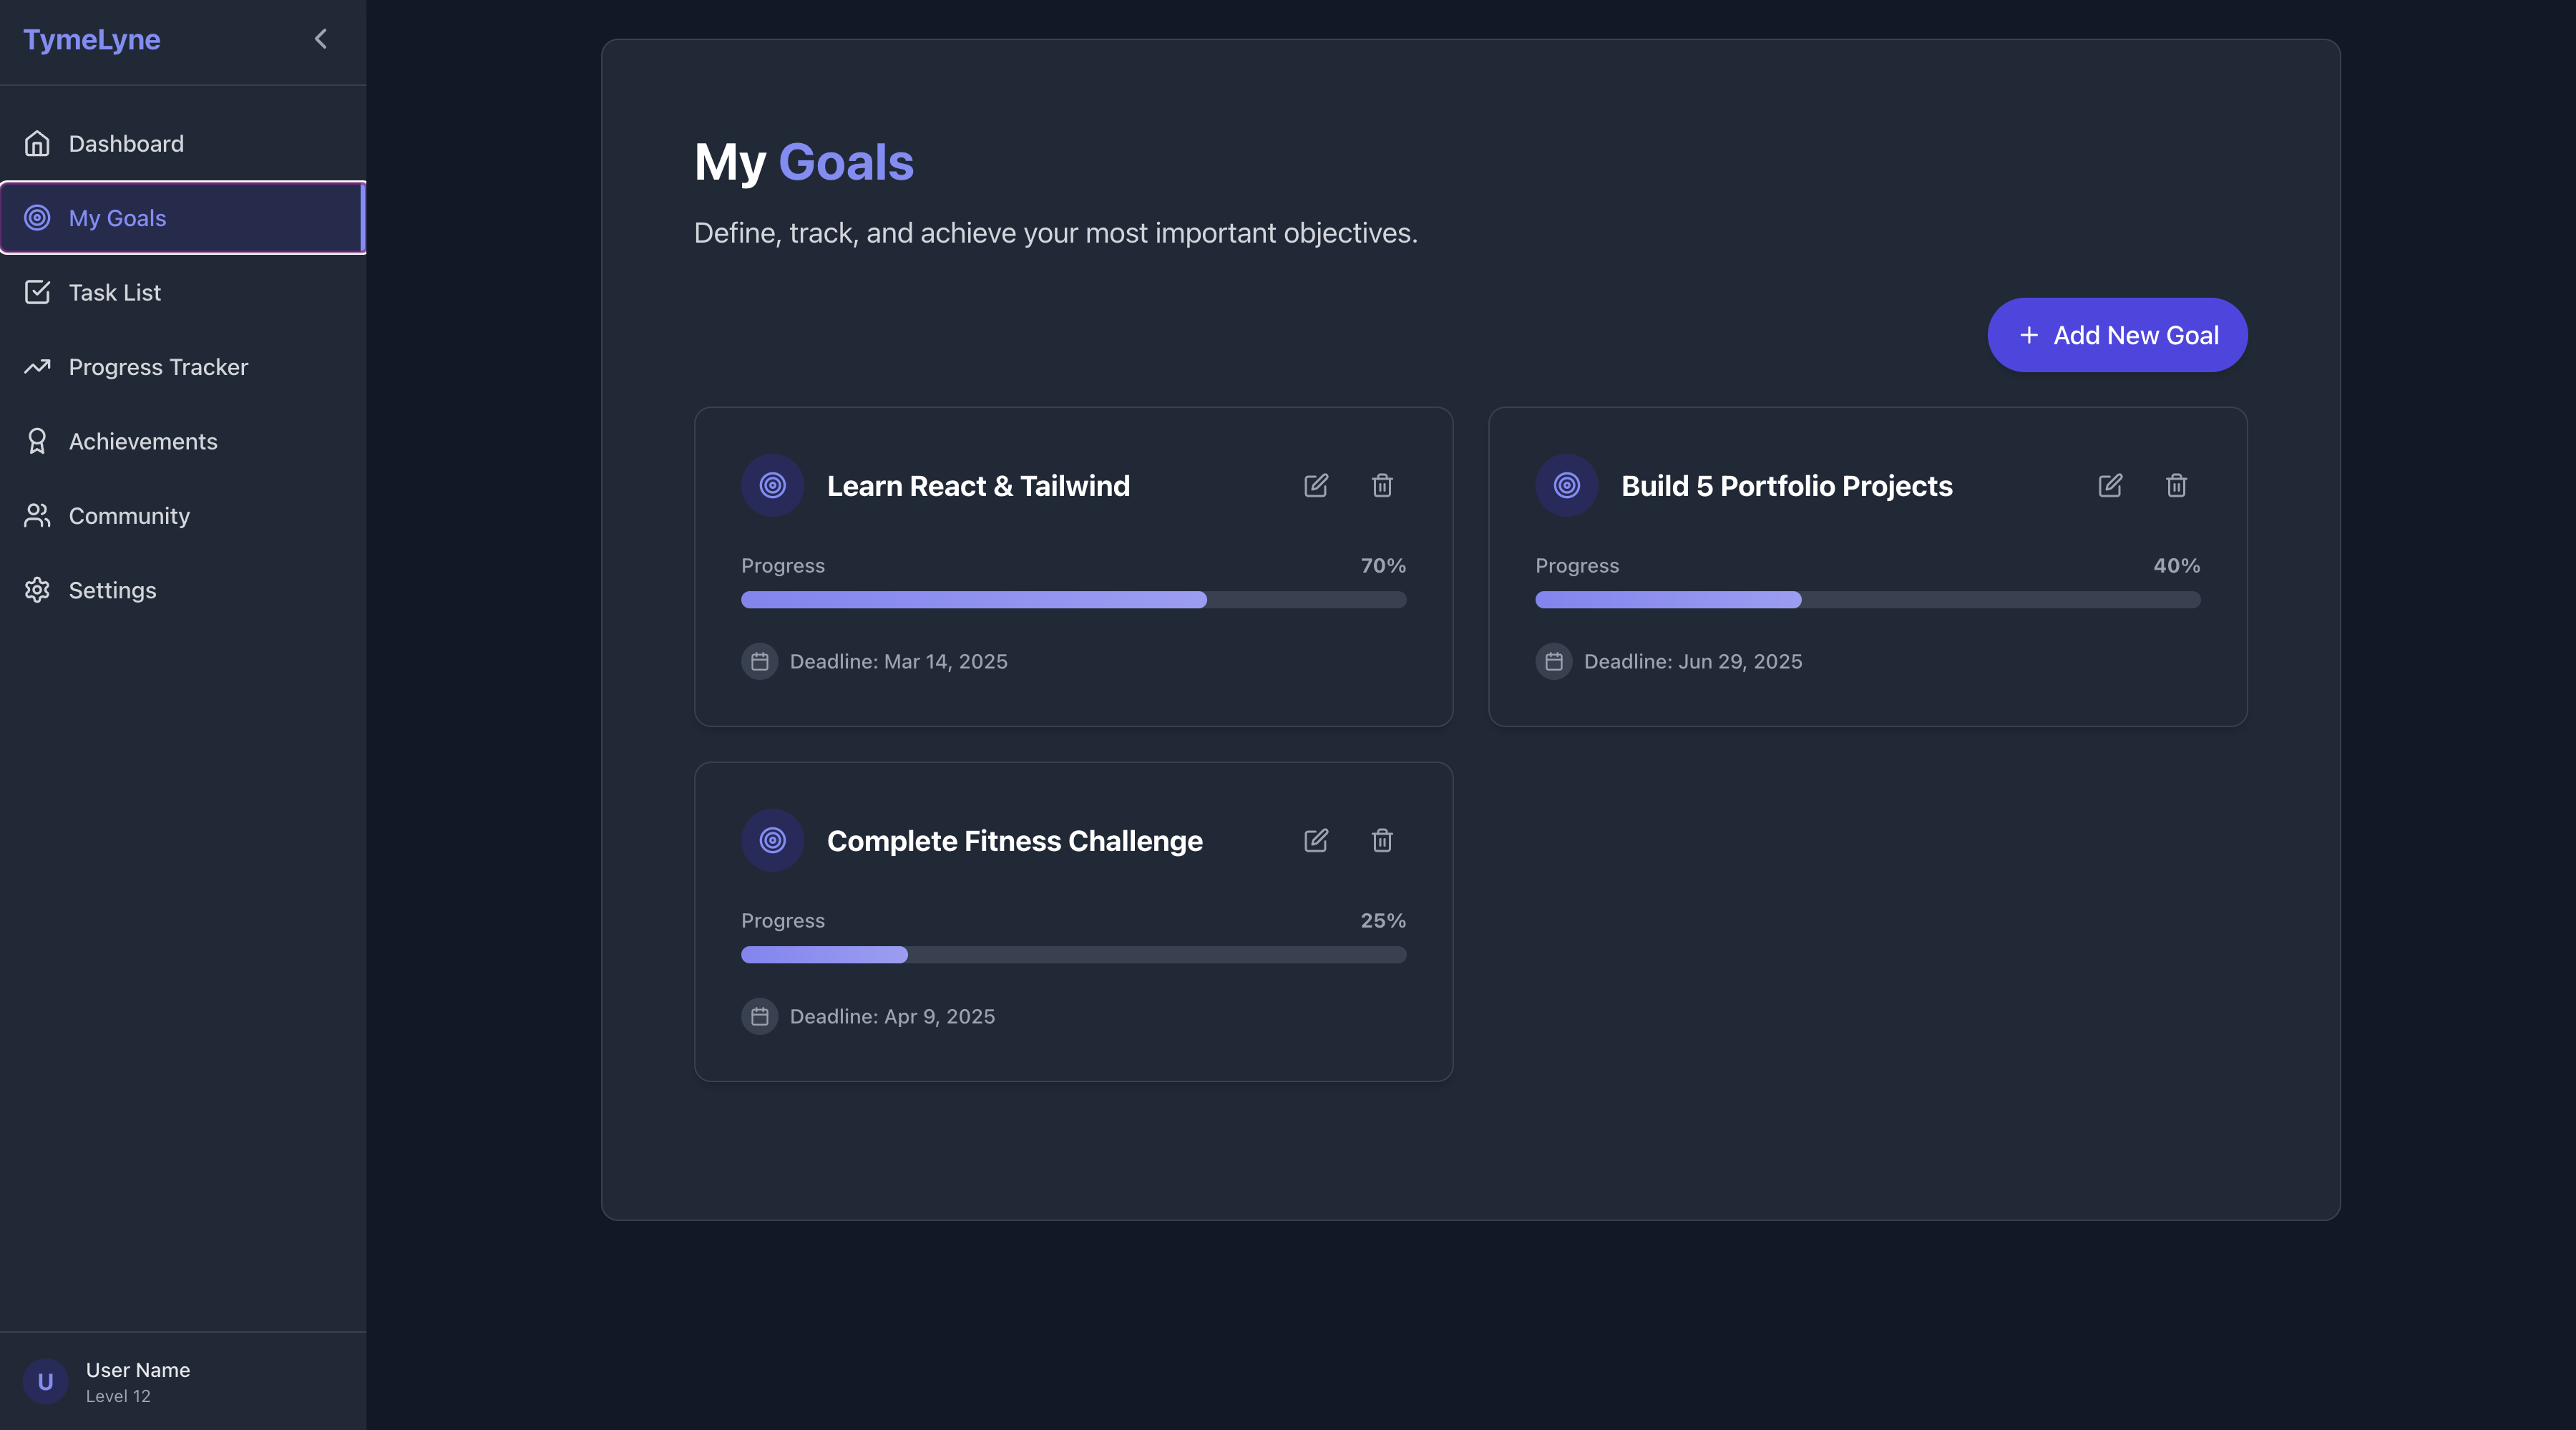 TymeLyne
Dashboard
My Goals
Task List
Progress Tracker
Achievements
Community
Settings
U
User Name
Level 12
My Goals
Define, track, and achieve your most important objectives.
+ Add New Goal
Learn React & Tailwind
Progress 70%
Deadline: Mar 14, 2025
Build 5 Portfolio Projects
Progress 40%
Deadline: Jun 29, 2025
Complete Fitness Challenge
Progress 25%
Deadline: Apr 9, 2025